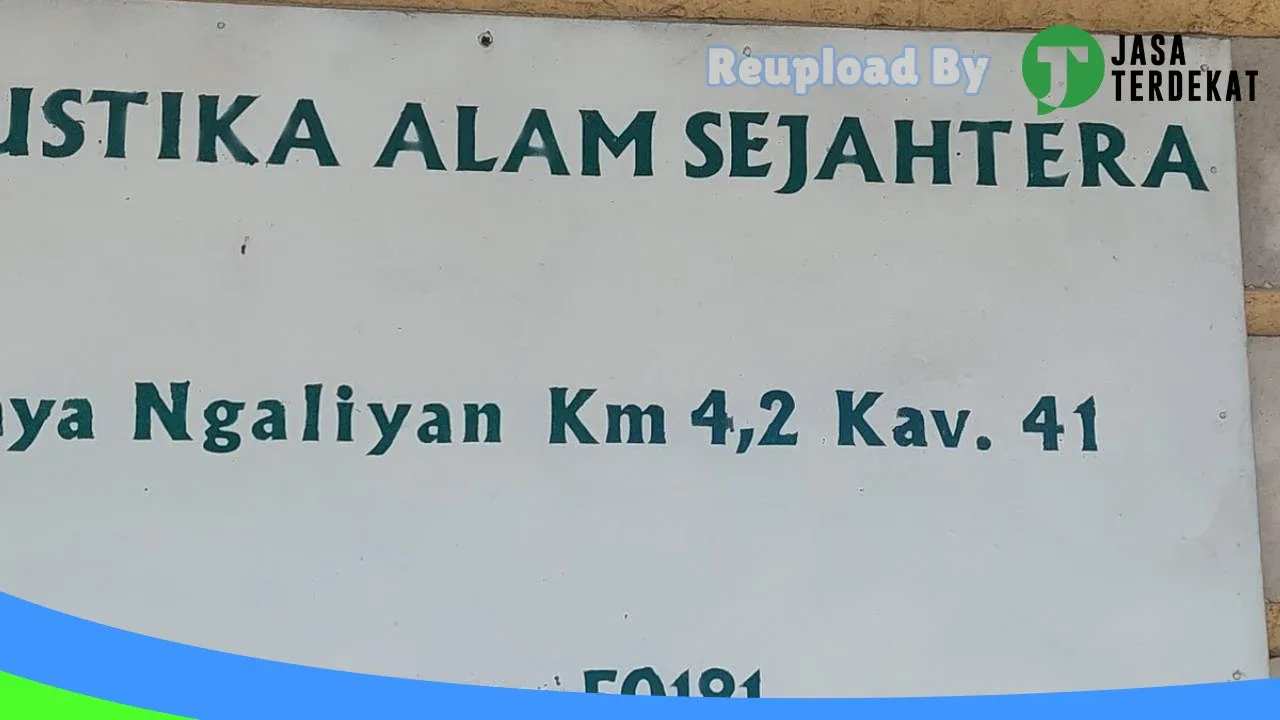 Reupload By
JASA
TERDEKAT
USTIKA ALAM SEJAHTERA
aya Ngaliyan Km 4,2 Kav. 41